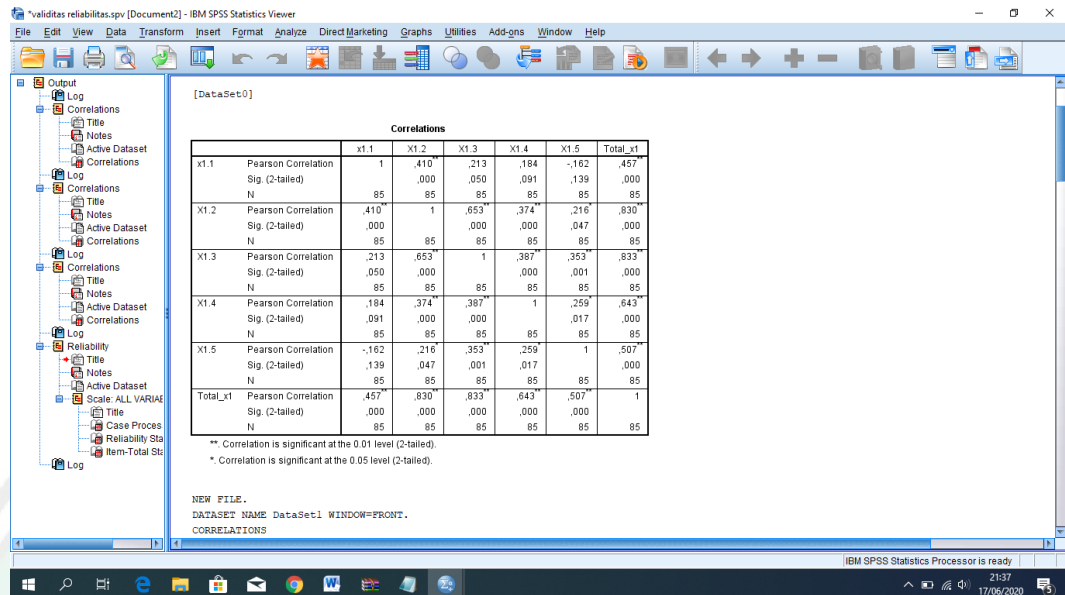 *validitas reliabilitas.spv [Document2] - IBM SPSS Statistics Viewer
File Edit View Data Transform Insert Format Analyze Direct Marketing Graphs Utilities Add-ons Window Help
Output
Log
Correlations
Title
Notes
Active Dataset
Correlations
Log
Correlations
Title
Notes
Active Dataset
Correlations
Log
Correlations
Title
Notes
Active Dataset
Correlations
Log
Reliability
Title
Notes
Active Dataset
Scale: ALL VARIAE
Title
Case Proces
Reliability Sta
Item-Total Sta
Log
[DataSet0]
Correlations
x1.1 X1.2 X1.3 X1.4 X1.5 Total_x1
x1.1 Pearson Correlation 1 ,410** ,213 ,184 -,162 ,457**
Sig. (2-tailed) ,000 ,050 ,091 ,139 ,000
N 85 85 85 85 85 85
X1.2 Pearson Correlation ,410** 1 ,653** ,374** ,216* ,830**
Sig. (2-tailed) ,000 ,000 ,000 ,047 ,000
N 85 85 85 85 85 85
X1.3 Pearson Correlation ,213 ,653** 1 ,387** ,353** ,833**
Sig. (2-tailed) ,050 ,000 ,000 ,001 ,000
N 85 85 85 85 85 85
X1.4 Pearson Correlation ,184 ,374** ,387** 1 ,259* ,643**
Sig. (2-tailed) ,091 ,000 ,000 ,017 ,000
N 85 85 85 85 85 85
X1.5 Pearson Correlation -,162 ,216* ,353** ,259* 1 ,507**
Sig. (2-tailed) ,139 ,047 ,001 ,017 ,000
N 85 85 85 85 85 85
Total_x1 Pearson Correlation ,457** ,830** ,833** ,643** ,507** 1
Sig. (2-tailed) ,000 ,000 ,000 ,000 ,000
N 85 85 85 85 85 85
**. Correlation is significant at the 0.01 level (2-tailed).
*. Correlation is significant at the 0.05 level (2-tailed).
NEW FILE.
DATASET NAME DataSet1 WINDOW=FRONT.
CORRELATIONS
IBM SPSS Statistics Processor is ready
21:37
17/06/2020